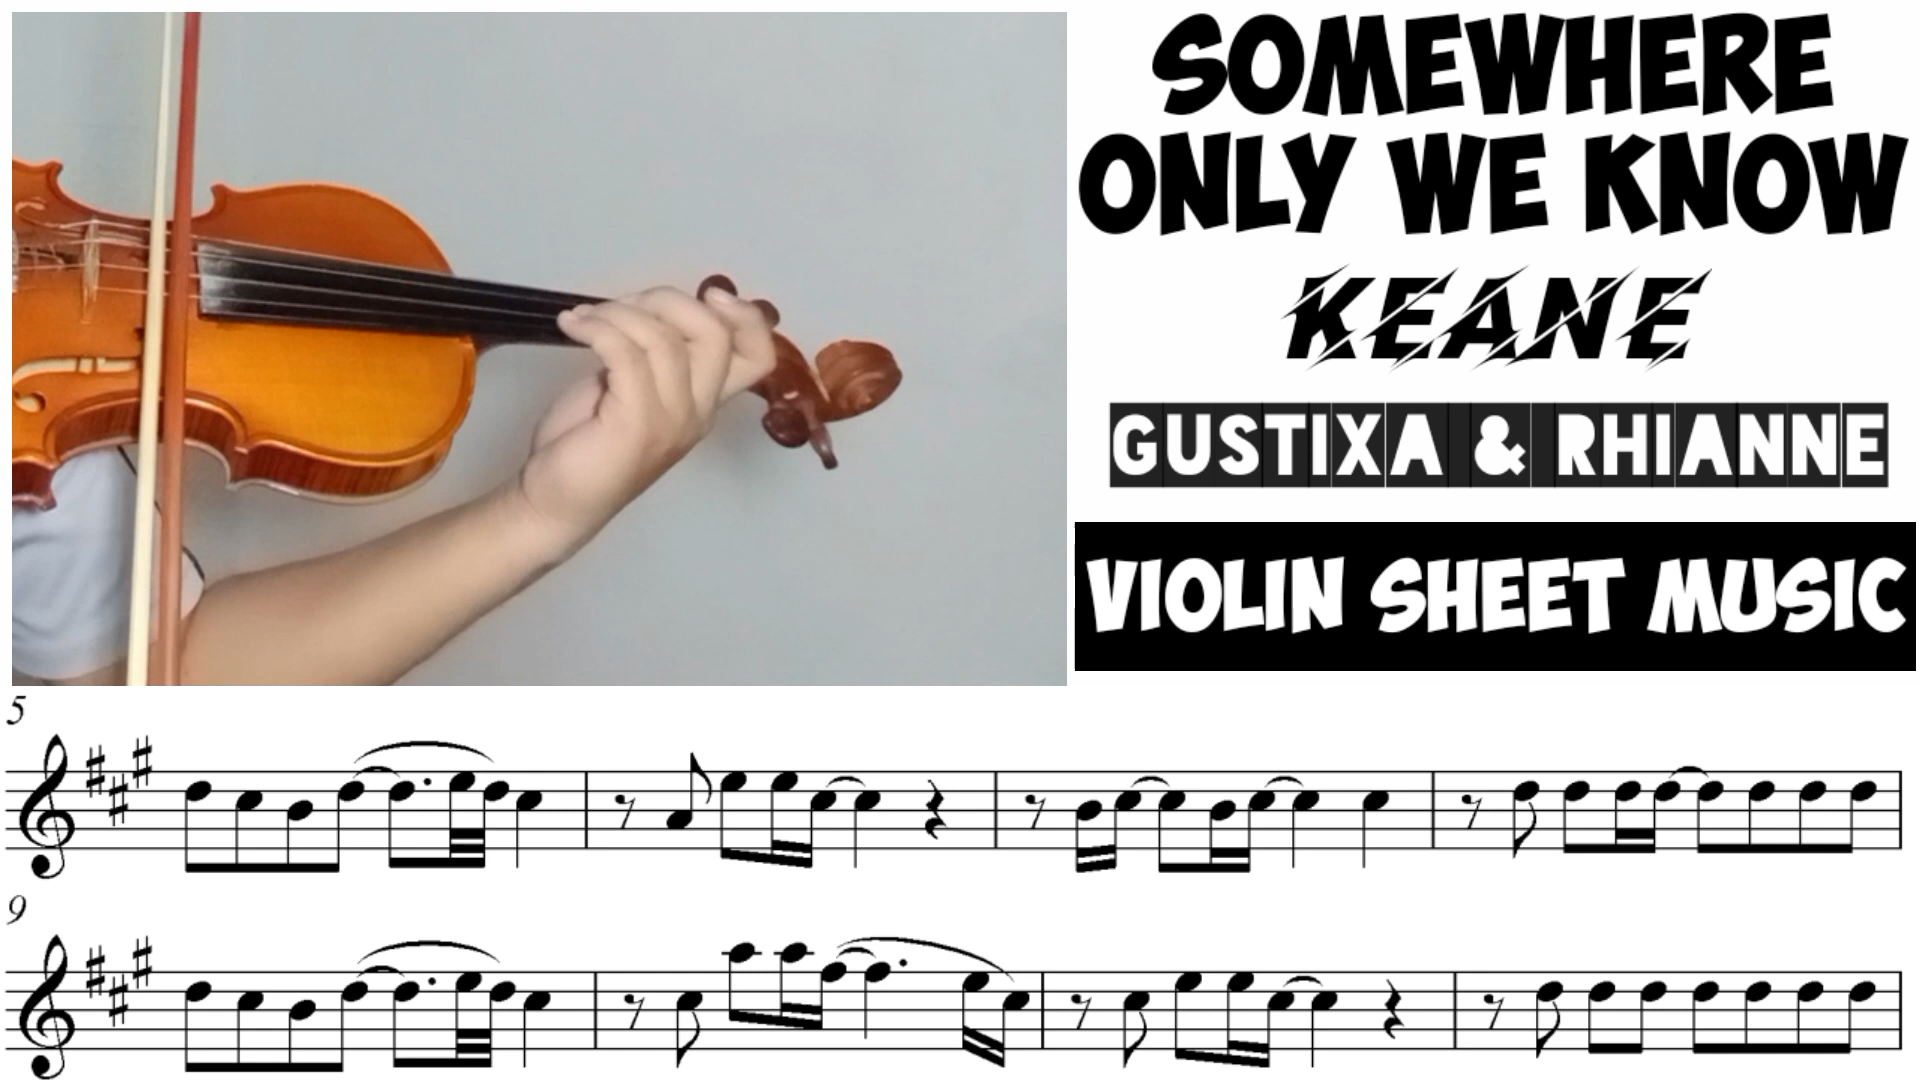 SOMEWHERE
ONLY WE KNOW
KEANE
GUSTIXA & RHIANNE
VIOLIN SHEET MUSIC
5
9